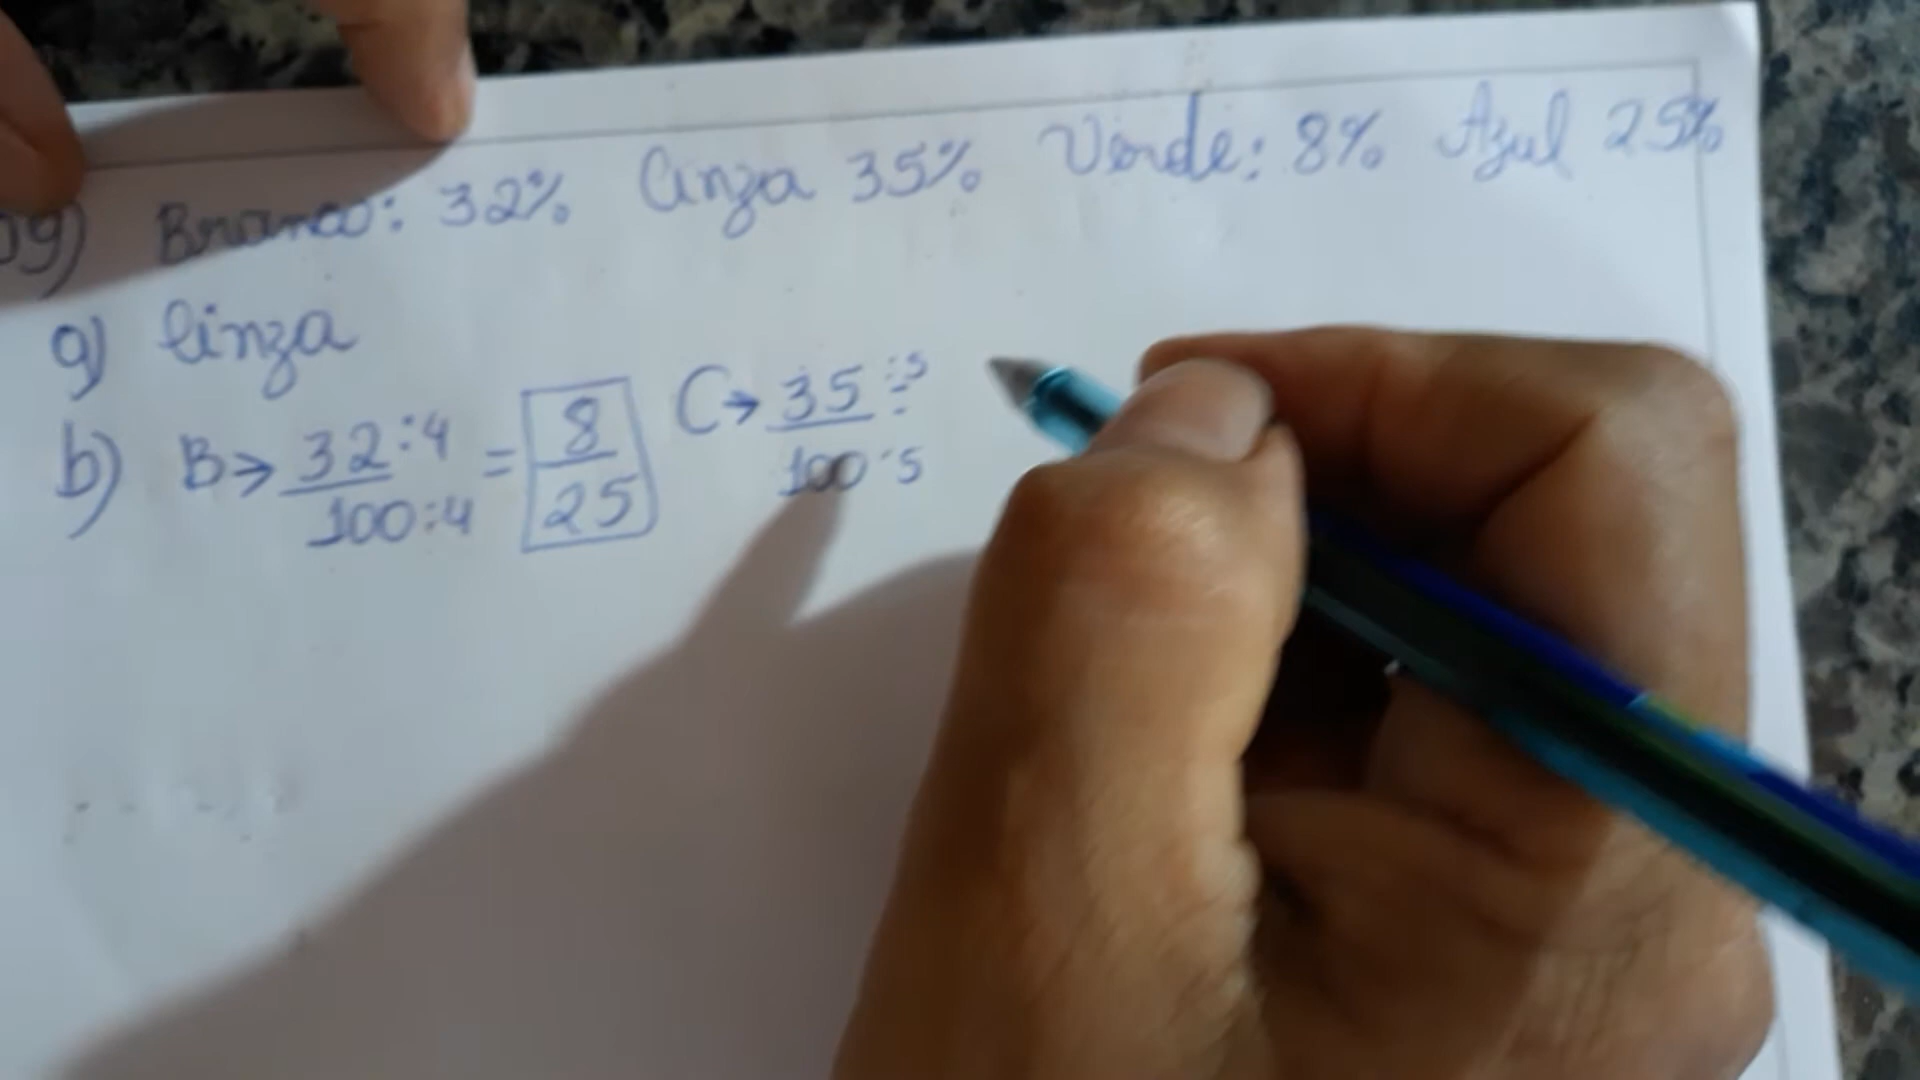 09) Branco: 32% Cinza 35% Verde: 8% Azul 25%
a) Cinza
b) B→ 32:4 / 100:4 = 8 / 25 C→ 35:5 / 100:5